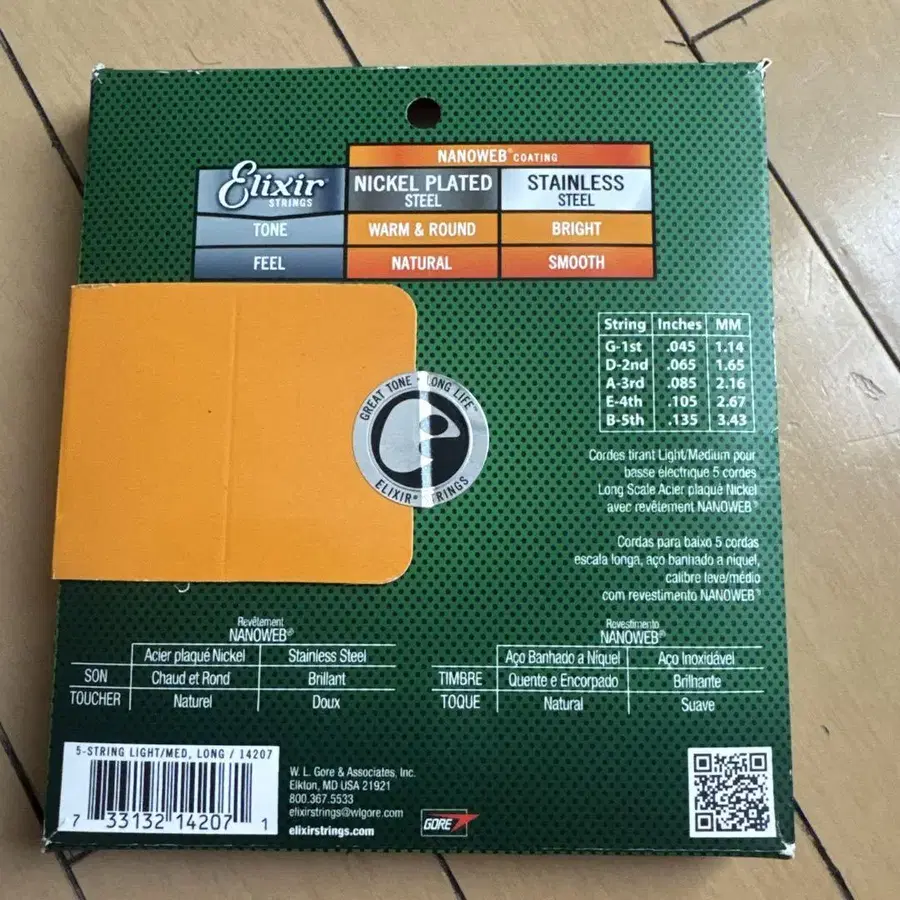 NANOWEB® COATING
Elixir®
STRINGS
NICKEL PLATED
STEEL
STAINLESS
STEEL
TONE WARM & ROUND BRIGHT
FEEL NATURAL SMOOTH
String Inches MM
G-1st .045 1.14
D-2nd .065 1.65
A-3rd .085 2.16
E-4th .105 2.67
B-5th .135 3.43
GREAT TONE • LONG LIFE™
ELIXIR® STRINGS
Cordes tirant Light/Medium pour
basse électrique 5 cordes
Long Scale Acier plaqué Nickel
avec revêtement NANOWEB®
Cordas para baixo 5 cordas
escala longa, aço banhado a níquel,
calibre leve/médio
com revestimento NANOWEB®
Revêtement
NANOWEB®
Acier plaqué Nickel Stainless Steel
SON Chaud et Rond Brillant
TOUCHER Naturel Doux
Revestimento
NANOWEB®
Aço Banhado a Níquel Aço Inoxidável
TIMBRE Quente e Encorpado Brilhante
TOQUE Natural Suave
5-STRING LIGHT/MED, LONG / 14207
7 33132 14207 1
W. L. Gore & Associates, Inc.
Elkton, MD USA 21921
800.367.5533
elixirstrings@wlgore.com
elixirstrings.com
GORE